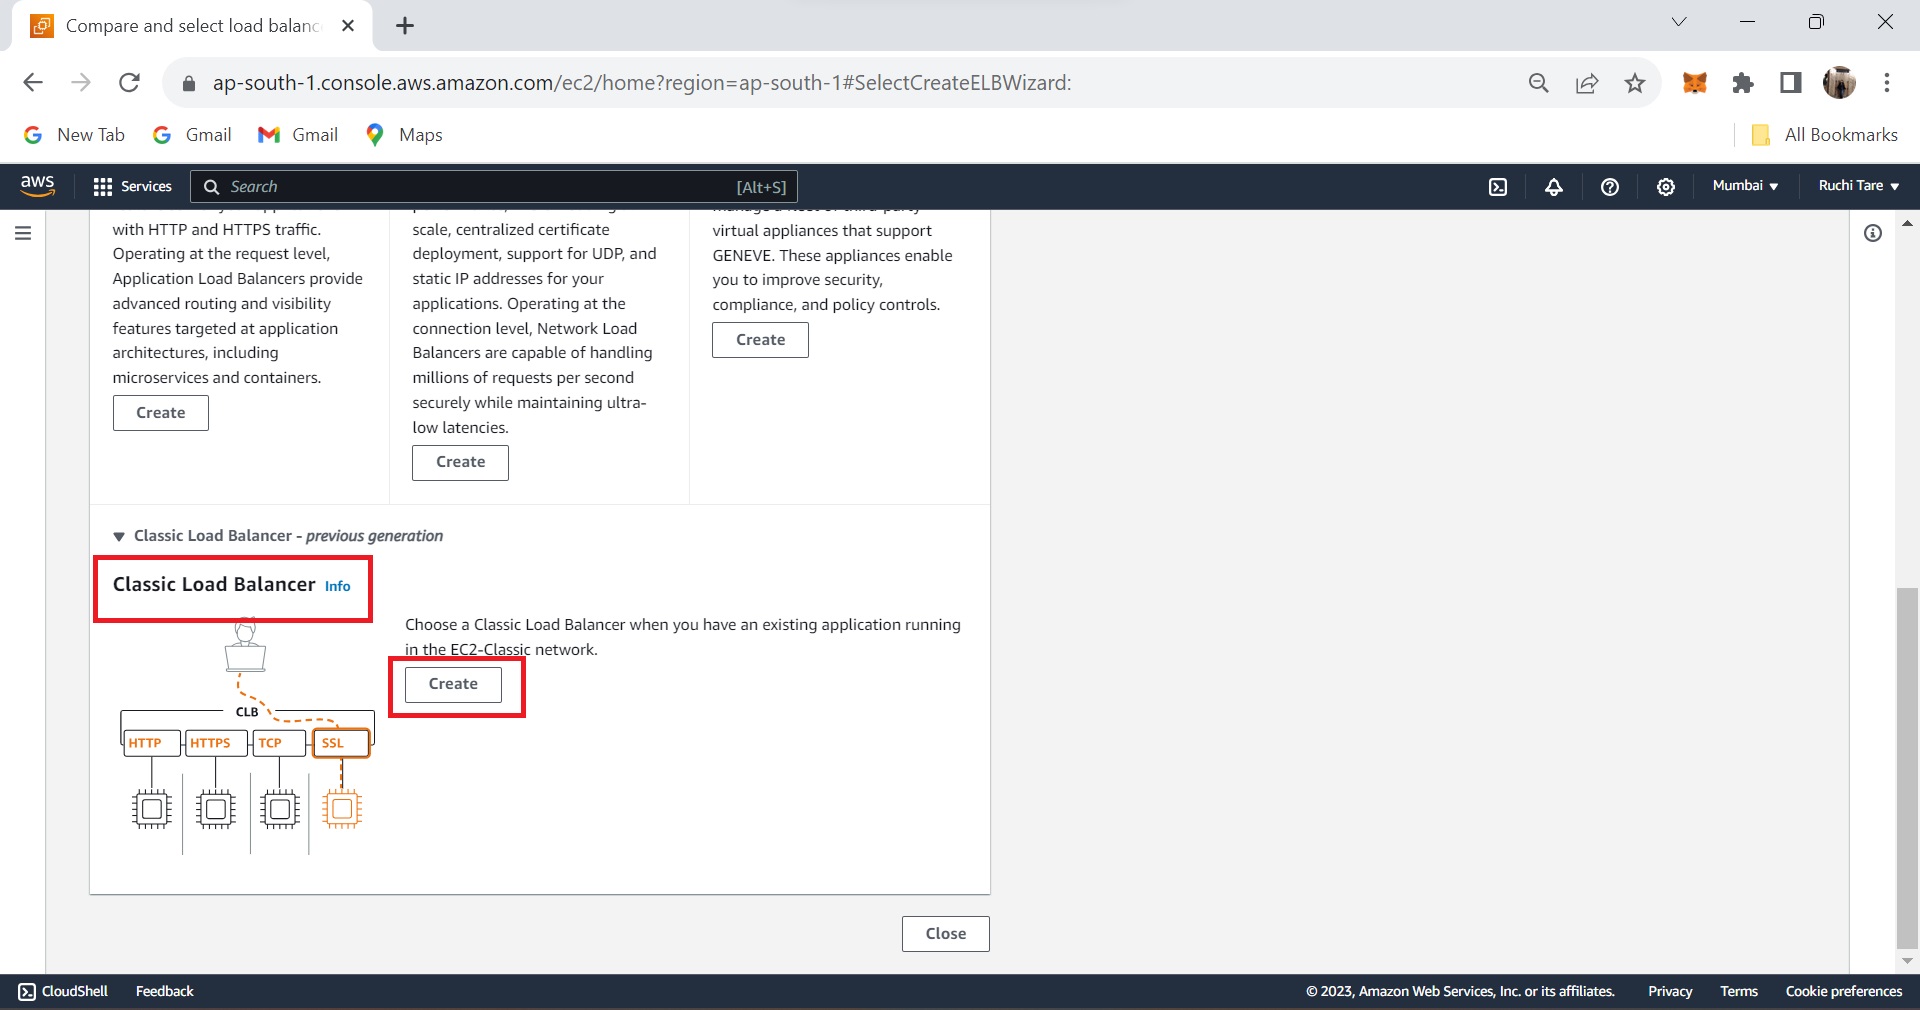 Compare and select load balanc
ap-south-1.console.aws.amazon.com/ec2/home?region=ap-south-1#SelectCreateELBWizard:
New Tab
Gmail
Gmail
Maps
All Bookmarks
aws
Services
Search
[Alt+S]
Mumbai
Ruchi Tare
with HTTP and HTTPS traffic.
Operating at the request level,
Application Load Balancers provide
advanced routing and visibility
features targeted at application
architectures, including
microservices and containers.
Create
scale, centralized certificate
deployment, support for UDP, and
static IP addresses for your
applications. Operating at the
connection level, Network Load
Balancers are capable of handling
millions of requests per second
securely while maintaining ultra-
low latencies.
Create
virtual appliances that support
GENEVE. These appliances enable
you to improve security,
compliance, and policy controls.
Create
Classic Load Balancer - previous generation
Classic Load Balancer Info
Choose a Classic Load Balancer when you have an existing application running
in the EC2-Classic network.
Create
CLB
HTTP
HTTPS
TCP
SSL
Close
CloudShell
Feedback
© 2023, Amazon Web Services, Inc. or its affiliates.
Privacy
Terms
Cookie preferences